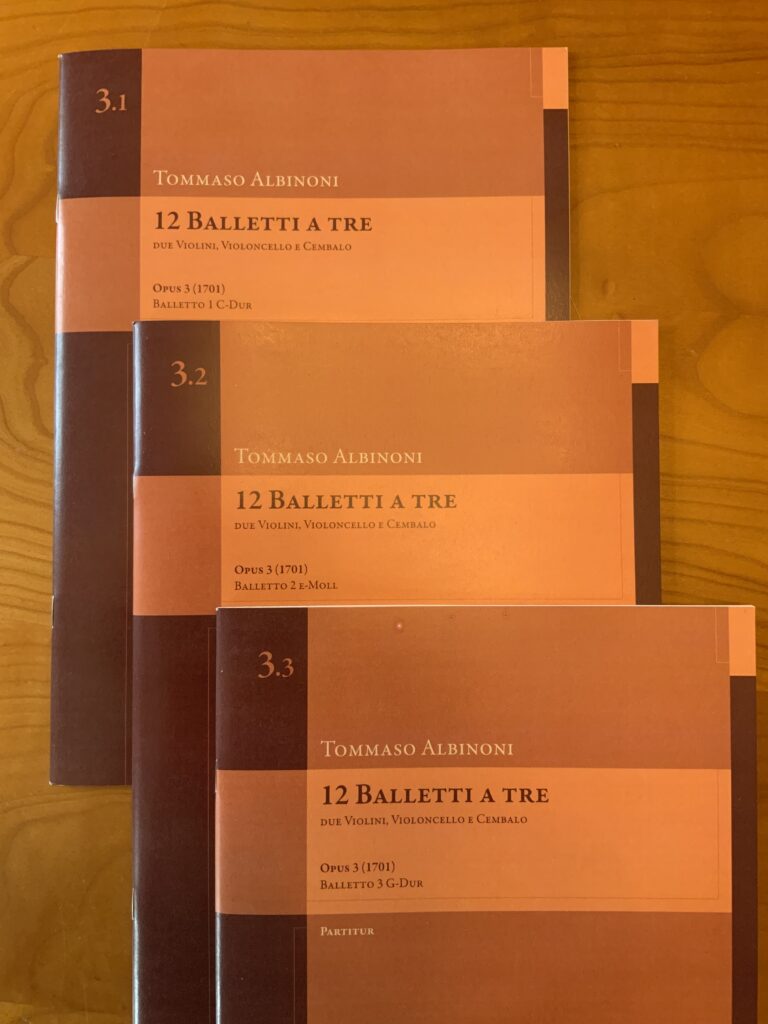 3.1
Tommaso Albinoni
12 Balletti a tre
due Violini, Violoncello e Cembalo
Opus 3 (1701)
Balletto 1 C-Dur
3.2
Tommaso Albinoni
12 Balletti a tre
due Violini, Violoncello e Cembalo
Opus 3 (1701)
Balletto 2 e-Moll
3.3
Tommaso Albinoni
12 Balletti a tre
due Violini, Violoncello e Cembalo
Opus 3 (1701)
Balletto 3 G-Dur
Partitur